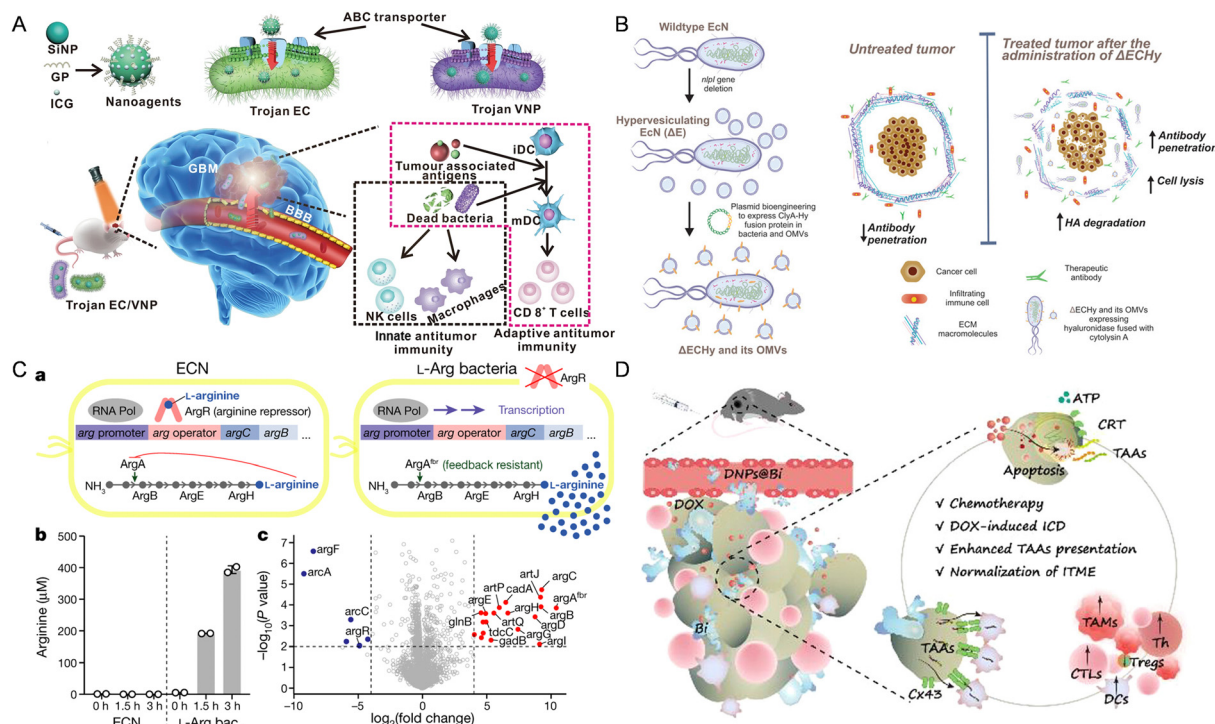 A
SiNP
GP
ICG
Nanoagents
ABC transporter
Trojan EC
Trojan VNP
GBM
BBB
Trojan EC/VNP
Tumour associated
antigens
Dead bacteria
iDC
mDC
NK cells
Macrophages
CD 8+ T cells
Innate antitumor
immunity
Adaptive antitumor
immunity
B
Wildtype EcN
nlpI gene
deletion
Hypervesiculating
EcN (ΔE)
Plasmid bioengineering
to express ClyA-Hy
fusion protein in
bacteria and OMVs
ΔECHy and its OMVs
Untreated tumor
Treated tumor after the
administration of ΔECHy
Antibody
penetration
Antibody
penetration
Cell lysis
HA degradation
Cancer cell
Infiltrating
immune cell
ECM
macromolecules
Therapeutic
antibody
ΔECHy and its OMVs
expressing
hyaluronidase fused with
cytolysin A
C
a
ECN
RNA Pol
L-arginine
ArgR (arginine repressor)
arg promoter arg operator argC argB ...
ArgA
NH3
ArgB ArgE ArgH
L-arginine
L-Arg bacteria
ArgR
RNA Pol
Transcription
arg promoter arg operator argC argB ...
ArgAfbr (feedback resistant)
NH3
ArgB ArgE ArgH
L-arginine
b
Arginine (μM)
500
400
300
200
100
0
0 h 1.5 h 3 h 0 h 1.5 h 3 h
ECN L-Arg bac
c
−log10(P value)
7
6
5
4
3
2
1
0
−10 −5 0 5 10
log2(fold change)
argF
arcA
arcC
argR
artJ
argC
artP
cadA
argAfbr
argE
argH
argB
glnB
artQ
argD
tdcC
argG
gadB
argI
D
DNPs@Bi
DOX
Bi
ATP
CRT
TAAs
Apoptosis
√ Chemotherapy
√ DOX-induced ICD
√ Enhanced TAAs presentation
√ Normalization of ITME
TAAs
Cx43
TAMs
Th
Tregs
CTLs
DCs